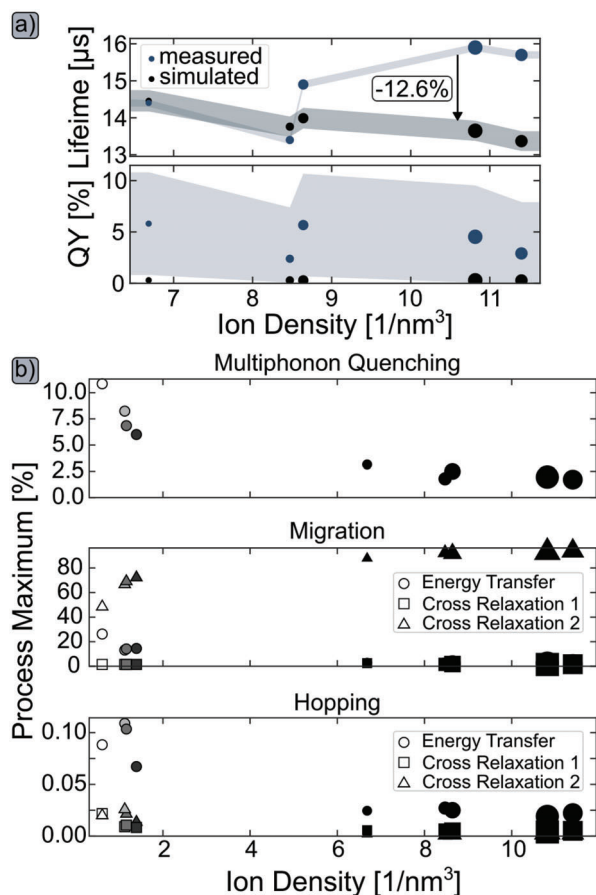 a)
Lifeime [µs]
16
15
14
13
measured
simulated
-12.6%
QY [%]
10
5
0
7 8 9 10 11
Ion Density [1/nm³]
b)
Multiphonon Quenching
Process Maximum [%]
10.0
7.5
5.0
2.5
0.0
Migration
80
60
40
20
0
Energy Transfer
Cross Relaxation 1
Cross Relaxation 2
Hopping
0.10
0.05
0.00
Energy Transfer
Cross Relaxation 1
Cross Relaxation 2
2 4 6 8 10
Ion Density [1/nm³]